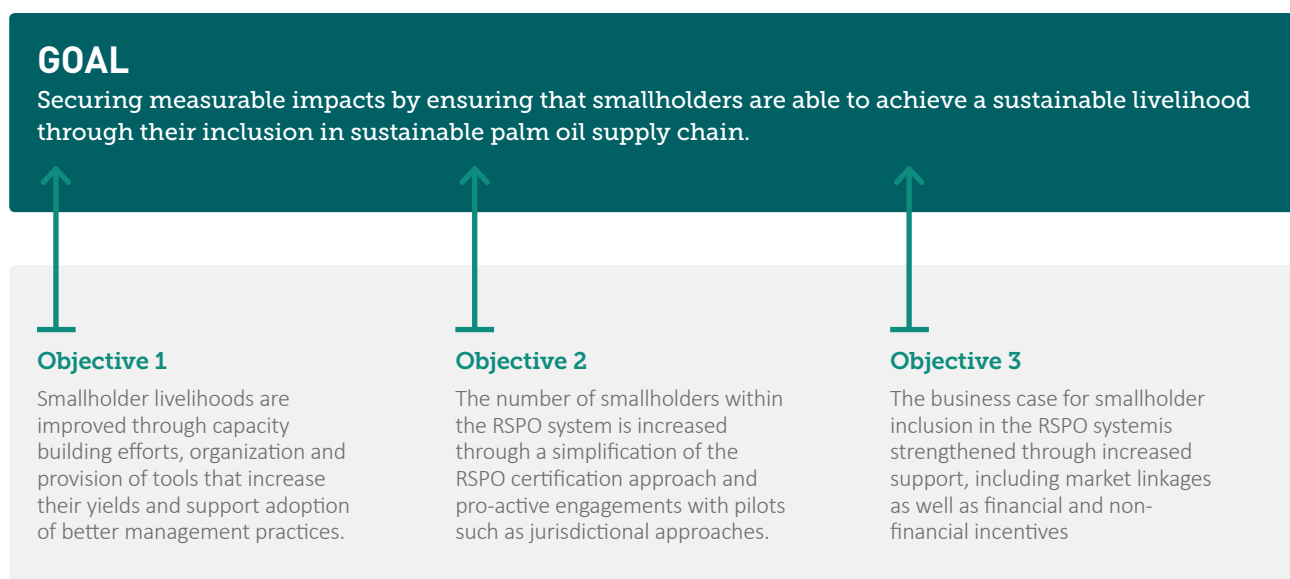 GOAL
Securing measurable impacts by ensuring that smallholders are able to achieve a sustainable livelihood
through their inclusion in sustainable palm oil supply chain.
Objective 1
Smallholder livelihoods are
improved through capacity
building efforts, organization and
provision of tools that increase
their yields and support adoption
of better management practices.
Objective 2
The number of smallholders within
the RSPO system is increased
through a simplification of the
RSPO certification approach and
pro-active engagements with pilots
such as jurisdictional approaches.
Objective 3
The business case for smallholder
inclusion in the RSPO systemis
strengthened through increased
support, including market linkages
as well as financial and non-
financial incentives